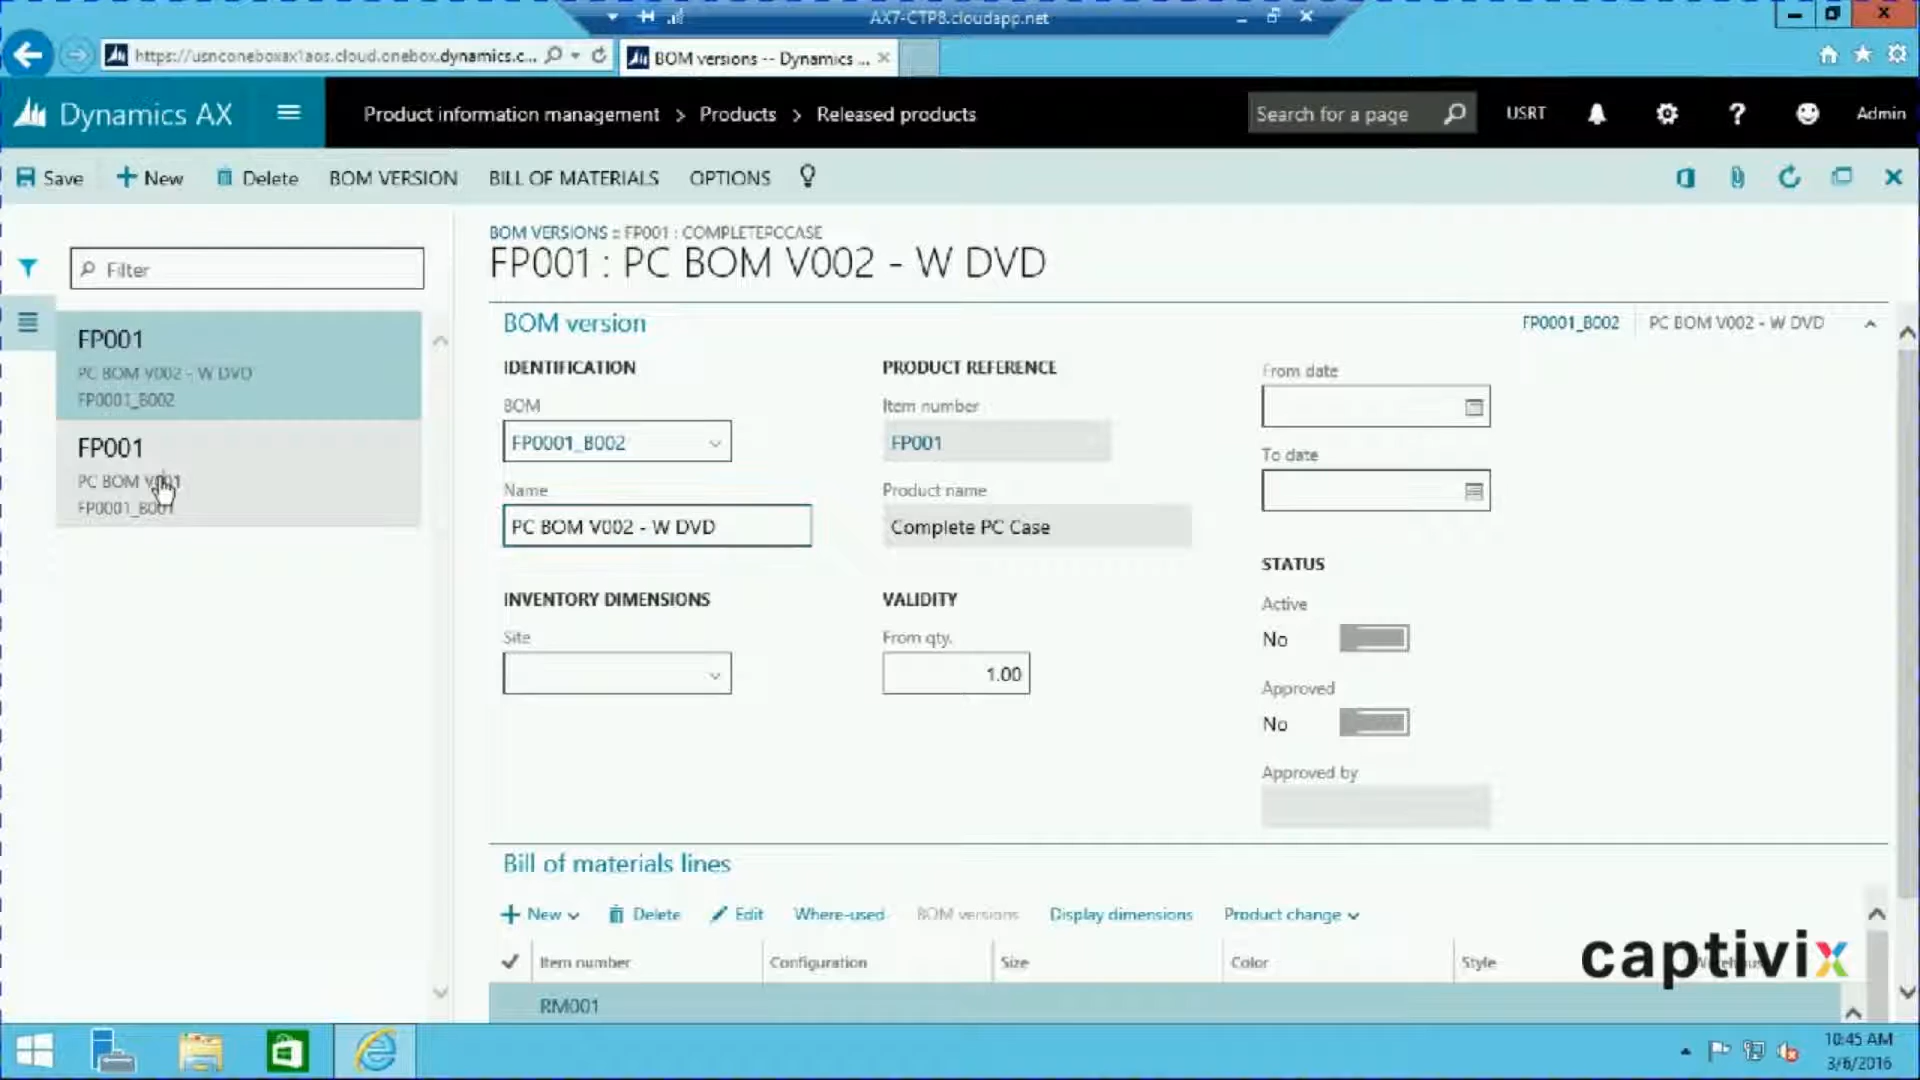 AX7-CTP8.cloudapp.net
https://usnconeboxax1aos.cloud.onebox.dynamics.c...
BOM versions -- Dynamics ...
Dynamics AX
Product information management > Products > Released products
Search for a page
USRT
Admin
Save
New
Delete
BOM VERSION
BILL OF MATERIALS
OPTIONS
Filter
FP001
PC BOM V002 - W DVD
FP0001_B002
FP001
PC BOM V001
FP0001_B001
BOM VERSIONS :: FP001 : COMPLETEPCCASE
FP001 : PC BOM V002 - W DVD
BOM version
FP0001_B002
PC BOM V002 - W DVD
IDENTIFICATION
BOM
FP0001_B002
Name
PC BOM V002 - W DVD
INVENTORY DIMENSIONS
Site
PRODUCT REFERENCE
Item number
FP001
Product name
Complete PC Case
VALIDITY
From qty.
1.00
From date
To date
STATUS
Active
No
Approved
No
Approved by
Bill of materials lines
New
Delete
Edit
Where-used
BOM versions
Display dimensions
Product change
Item number
Configuration
Size
Color
Style
captivix
RM001
10:45 AM
3/6/2016